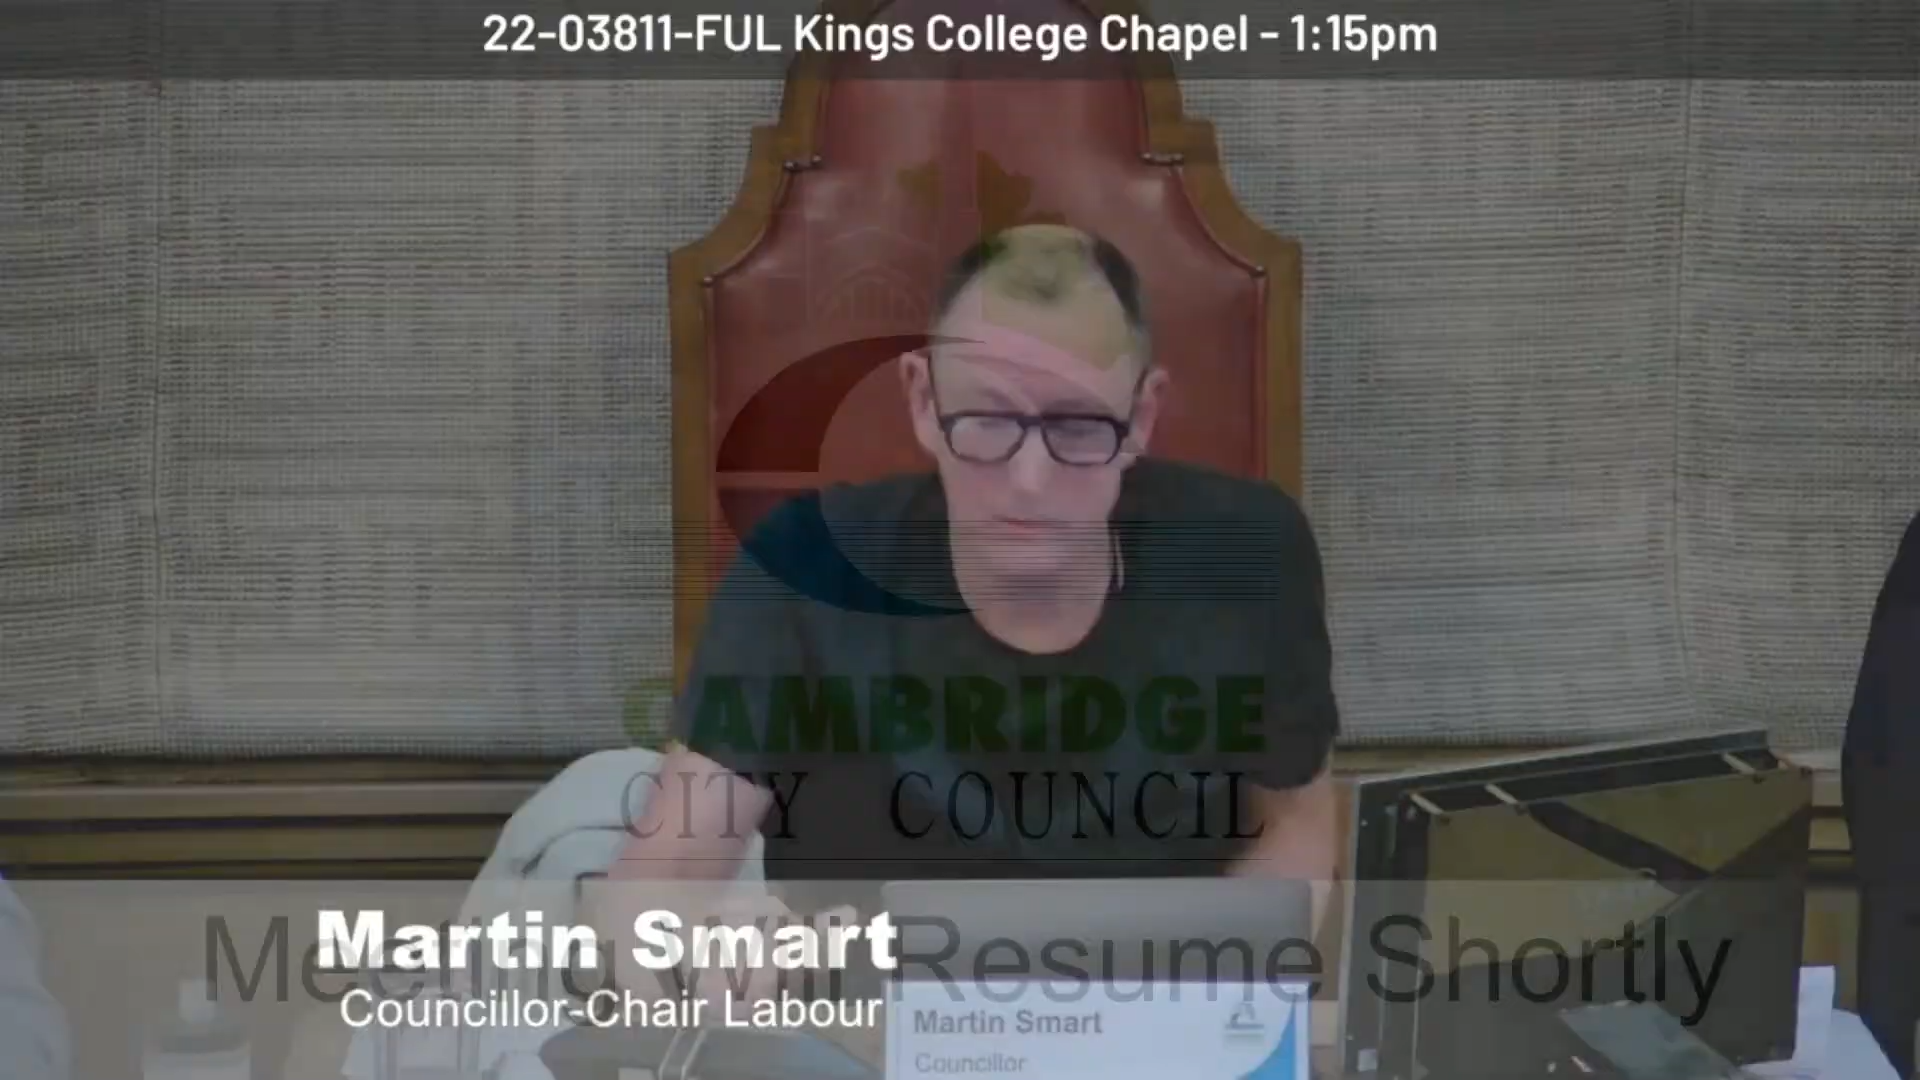 22-03811-FUL Kings College Chapel - 1:15pm
CAMBRIDGE
CITY COUNCIL
Meeting Will Resume Shortly
Martin Smart
Councillor-Chair Labour
Martin Smart
Councillor